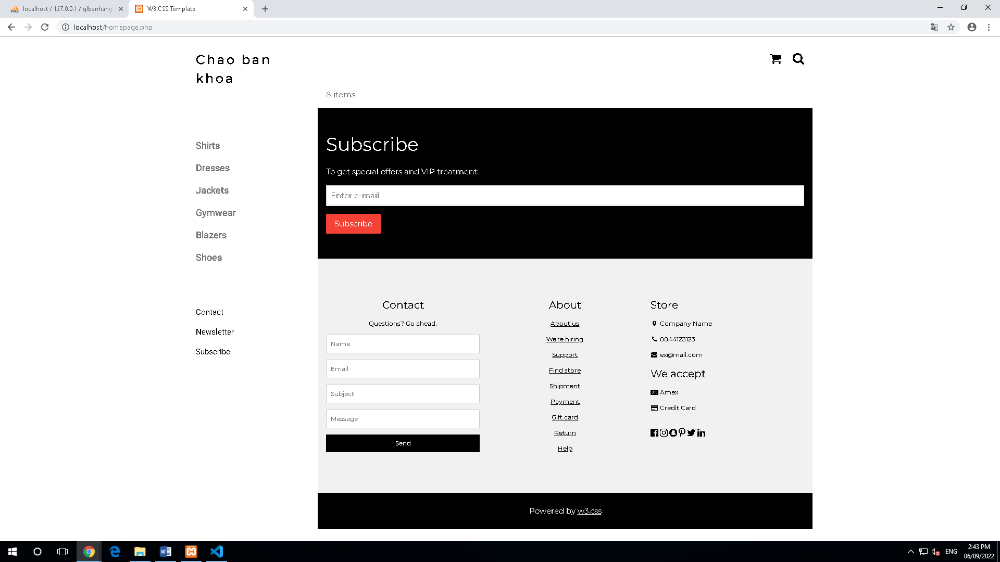 localhost / 127.0.0.1 / qlbanhang
W3.CSS Template
localhost/homepage.php
Chao ban
khoa
8 items
Shirts
Dresses
Jackets
Gymwear
Blazers
Shoes
Contact
Newsletter
Subscribe
Subscribe
To get special offers and VIP treatment:
Enter e-mail
Subscribe
Contact
Questions? Go ahead.
Name
Email
Subject
Message
Send
About
About us
We're hiring
Support
Find store
Shipment
Payment
Gift card
Return
Help
Store
Company Name
0044123123
ex@mail.com
We accept
Amex
Credit Card
Powered by w3.css
ENG
2:43 PM
06/09/2022